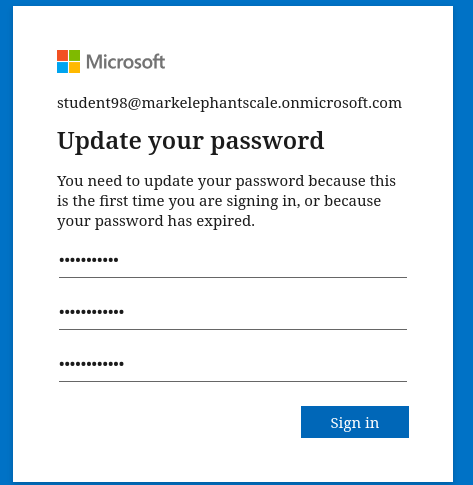 Microsoft
student98@markelephantscale.onmicrosoft.com
Update your password
You need to update your password because this
is the first time you are signing in, or because
your password has expired.
•••••••••••
••••••••••••
••••••••••••
Sign in